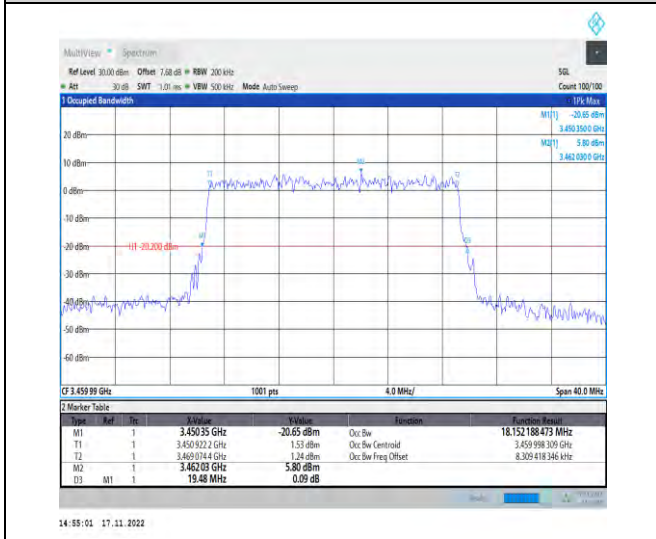 MultiView Spectrum
Ref Level 30.00 dBm Offset 7.68 dB RBW 200 kHz SGL
Att 30 dB SWT 1.01 ms VBW 500 kHz Mode Auto Sweep Count 100/100
1 Occupied Bandwidth 1Pk Max
M1[1] -20.65 dBm
3.450 350 0 GHz
M2[1] 5.80 dBm
3.462 030 0 GHz
20 dBm
10 dBm
M2
T1 T2
0 dBm
-10 dBm
M1 D3
-20 dBm H1 -20.200 dBm
-30 dBm
-40 dBm
-50 dBm
-60 dBm
CF 3.459 99 GHz 1001 pts 4.0 MHz/ Span 40.0 MHz
2 Marker Table
Type Ref Trc X-Value Y-Value Function Function Result
M1 1 3.45035 GHz -20.65 dBm Occ Bw 18.152 188 473 MHz
T1 1 3.450 922 2 GHz 1.53 dBm Occ Bw Centroid 3.459 998 309 GHz
T2 1 3.469 074 4 GHz 1.24 dBm Occ Bw Freq Offset 8.309 418 346 kHz
M2 1 3.46203 GHz 5.80 dBm
D3 M1 1 19.48 MHz 0.09 dB
14:55:01 17.11.2022